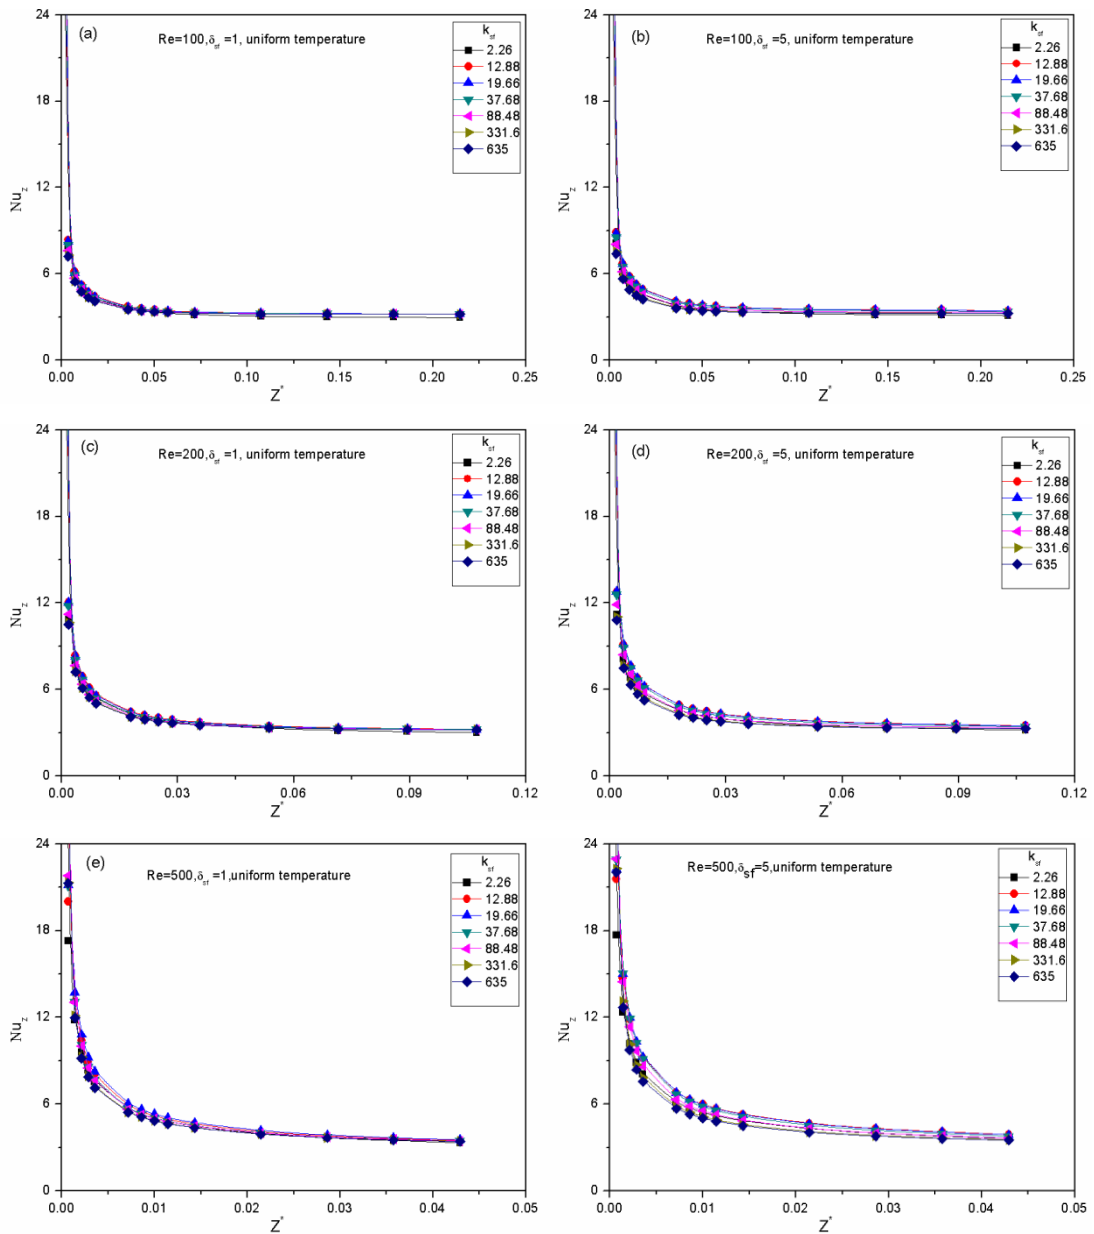 (a)
Re=100,δsf =1, uniform temperature
ksf
2.26
12.88
19.66
37.68
88.48
331.6
635
24
18
12
6
0
Nuz
0.00 0.05 0.10 0.15 0.20 0.25
Z*
(b)
Re=100,δsf =5, uniform temperature
ksf
2.26
12.88
19.66
37.68
88.48
331.6
635
24
18
12
6
0
Nuz
0.00 0.05 0.10 0.15 0.20 0.25
Z*
(c)
Re=200,δsf =1, uniform temperature
ksf
2.26
12.88
19.66
37.68
88.48
331.6
635
24
18
12
6
0
Nuz
0.00 0.03 0.06 0.09 0.12
Z*
(d)
Re=200,δsf =5, uniform temperature
ksf
2.26
12.88
19.66
37.68
88.48
331.6
635
24
18
12
6
0
Nuz
0.00 0.03 0.06 0.09 0.12
Z*
(e)
Re=500,δsf =1,uniform temperature
ksf
2.26
12.88
19.66
37.68
88.48
331.6
635
24
18
12
6
0
Nuz
0.00 0.01 0.02 0.03 0.04 0.05
Z*
Re=500,δsf=5,uniform temperature
ksf
2.26
12.88
19.66
37.68
88.48
331.6
635
24
18
12
6
0
Nuz
0.00 0.01 0.02 0.03 0.04 0.05
Z*